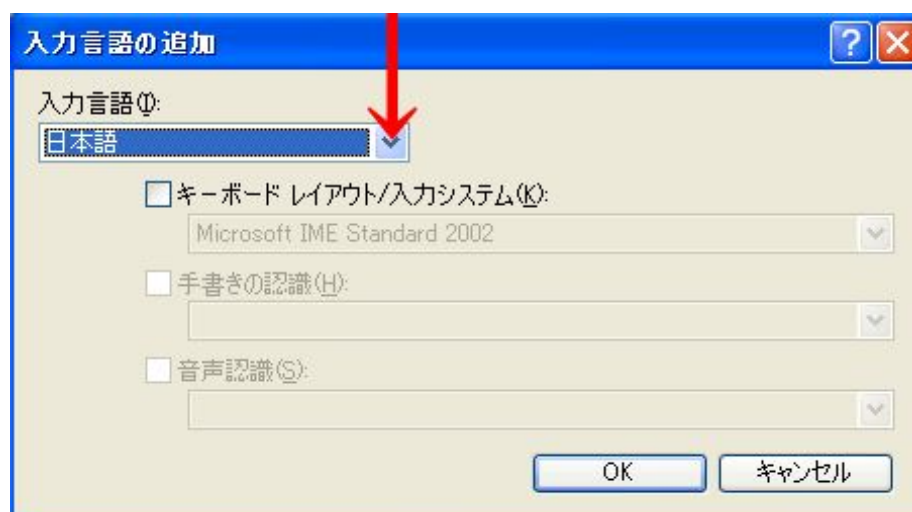 入力言語の追加
入力言語(I):
日本語
キーボード レイアウト/入力システム(K):
Microsoft IME Standard 2002
手書きの認識(H):
音声認識(S):
OK キャンセル